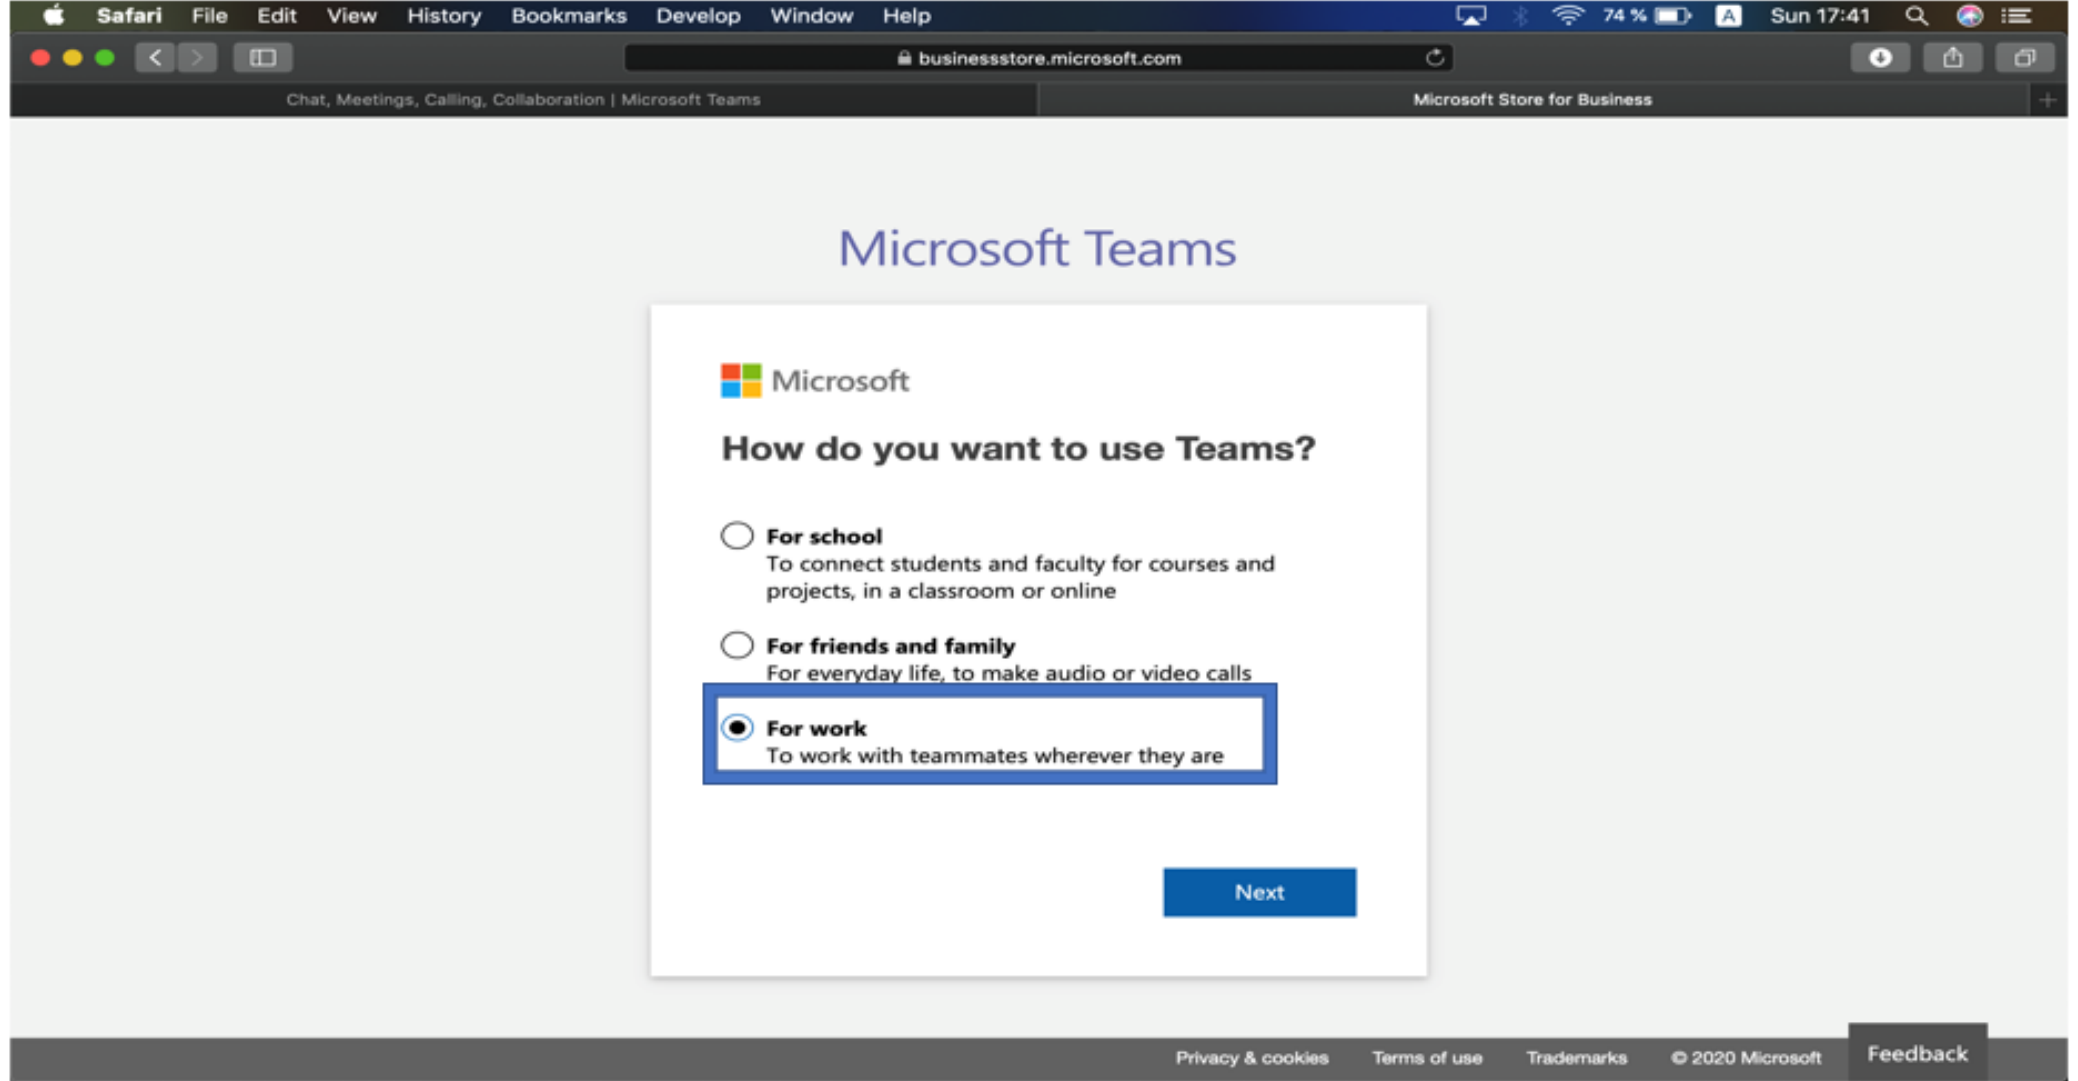 Safari File Edit View History Bookmarks Develop Window Help 74 % A Sun 17:41
businessstore.microsoft.com
Chat, Meetings, Calling, Collaboration | Microsoft Teams Microsoft Store for Business
Microsoft Teams
Microsoft
How do you want to use Teams?
For school
To connect students and faculty for courses and
projects, in a classroom or online
For friends and family
For everyday life, to make audio or video calls
For work
To work with teammates wherever they are
Next
Privacy & cookies Terms of use Trademarks © 2020 Microsoft Feedback